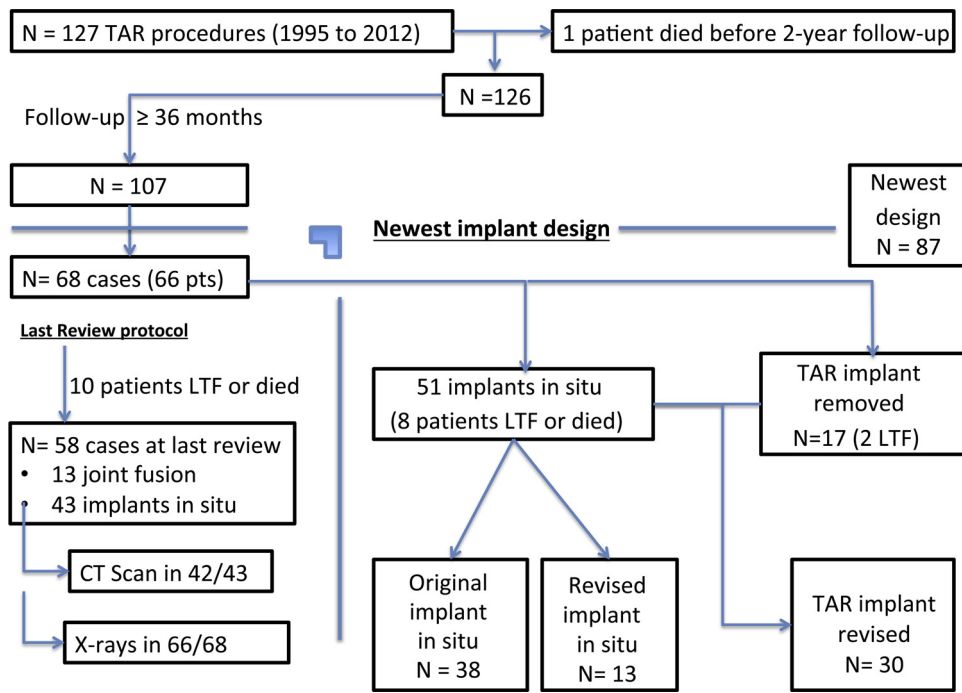 N = 127 TAR procedures (1995 to 2012)
1 patient died before 2-year follow-up
N =126
Follow-up ≥ 36 months
N = 107
Newest implant design
Newest
design
N = 87
N= 68 cases (66 pts)
Last Review protocol
10 patients LTF or died
N= 58 cases at last review
• 13 joint fusion
• 43 implants in situ
CT Scan in 42/43
X-rays in 66/68
51 implants in situ
(8 patients LTF or died)
TAR implant
removed
N=17 (2 LTF)
Original
implant
in situ
N = 38
Revised
implant in
situ
N= 13
TAR implant
revised
N= 30